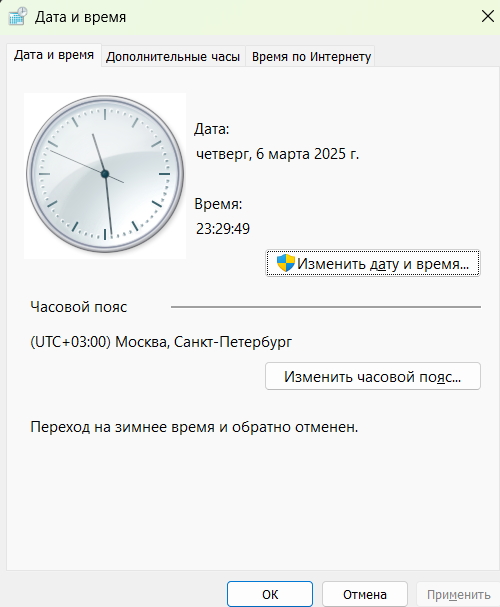 Дата и время
Дата и время Дополнительные часы Время по Интернету
Дата:
четверг, 6 марта 2025 г.
Время:
23:29:49
Изменить дату и время...
Часовой пояс
(UTC+03:00) Москва, Санкт-Петербург
Изменить часовой пояс...
Переход на зимнее время и обратно отменен.
ОК Отмена Применить